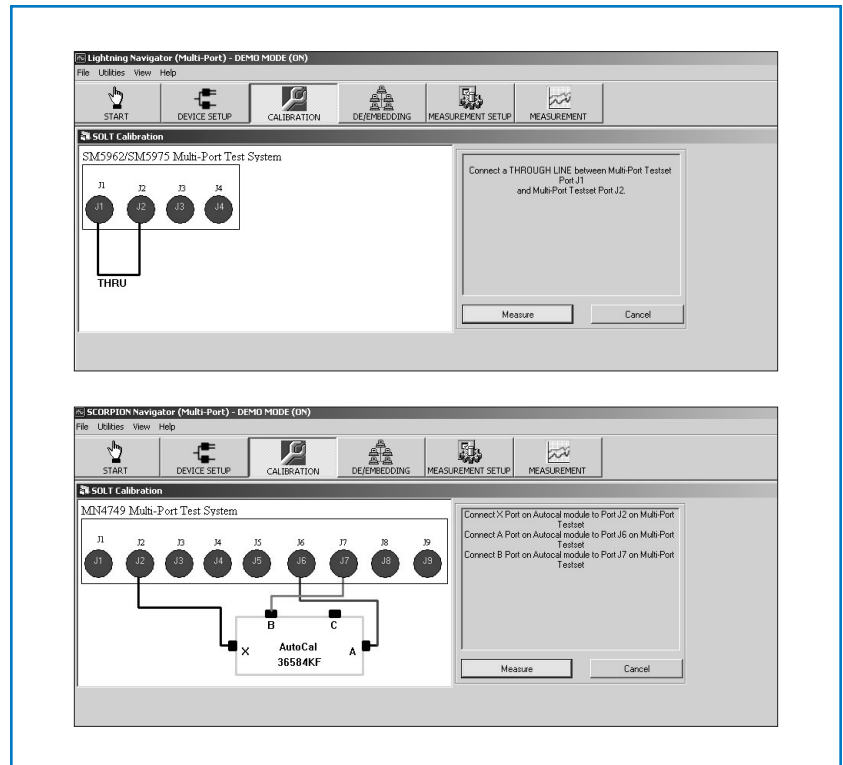 Lightning Navigator (Multi-Port) - DEMO MODE (ON)
File Utilities View Help
START DEVICE SETUP CALIBRATION DE/EMBEDDING MEASUREMENT SETUP MEASUREMENT
SOLT Calibration
SM5962/SM5975 Multi-Port Test System
J1 J2 J3 J4
J1 J2 J3 J4
THRU
Connect a THROUGH LINE between Multi-Port Testset
Port J1
and Multi-Port Testset Port J2.
Measure Cancel
SCORPION Navigator (Multi-Port) - DEMO MODE (ON)
File Utilities View Help
START DEVICE SETUP CALIBRATION DE/EMBEDDING MEASUREMENT SETUP MEASUREMENT
SOLT Calibration
MN4749 Multi-Port Test System
J1 J2 J3 J4 J5 J6 J7 J8 J9
J1 J2 J3 J4 J5 J6 J7 J8 J9
B C
X AutoCal A
36584KF
Connect X Port on Autocal module to Port J2 on Multi-Port
Testset
Connect A Port on Autocal module to Port J6 on Multi-Port
Testset
Connect B Port on Autocal module to Port J7 on Multi-Port
Testset
Measure Cancel